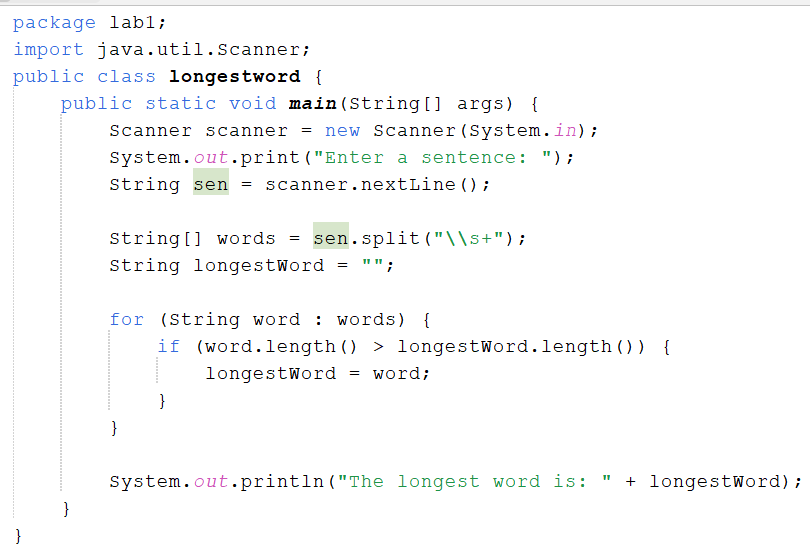 package lab1;
import java.util.Scanner;
public class longestword {
    public static void main(String[] args) {
        Scanner scanner = new Scanner(System.in);
        System.out.print("Enter a sentence: ");
        String sen = scanner.nextLine();

        String[] words = sen.split("\\s+");
        String longestWord = "";

        for (String word : words) {
            if (word.length() > longestWord.length()) {
                longestWord = word;
            }
        }

        System.out.println("The longest word is: " + longestWord);
    }
}